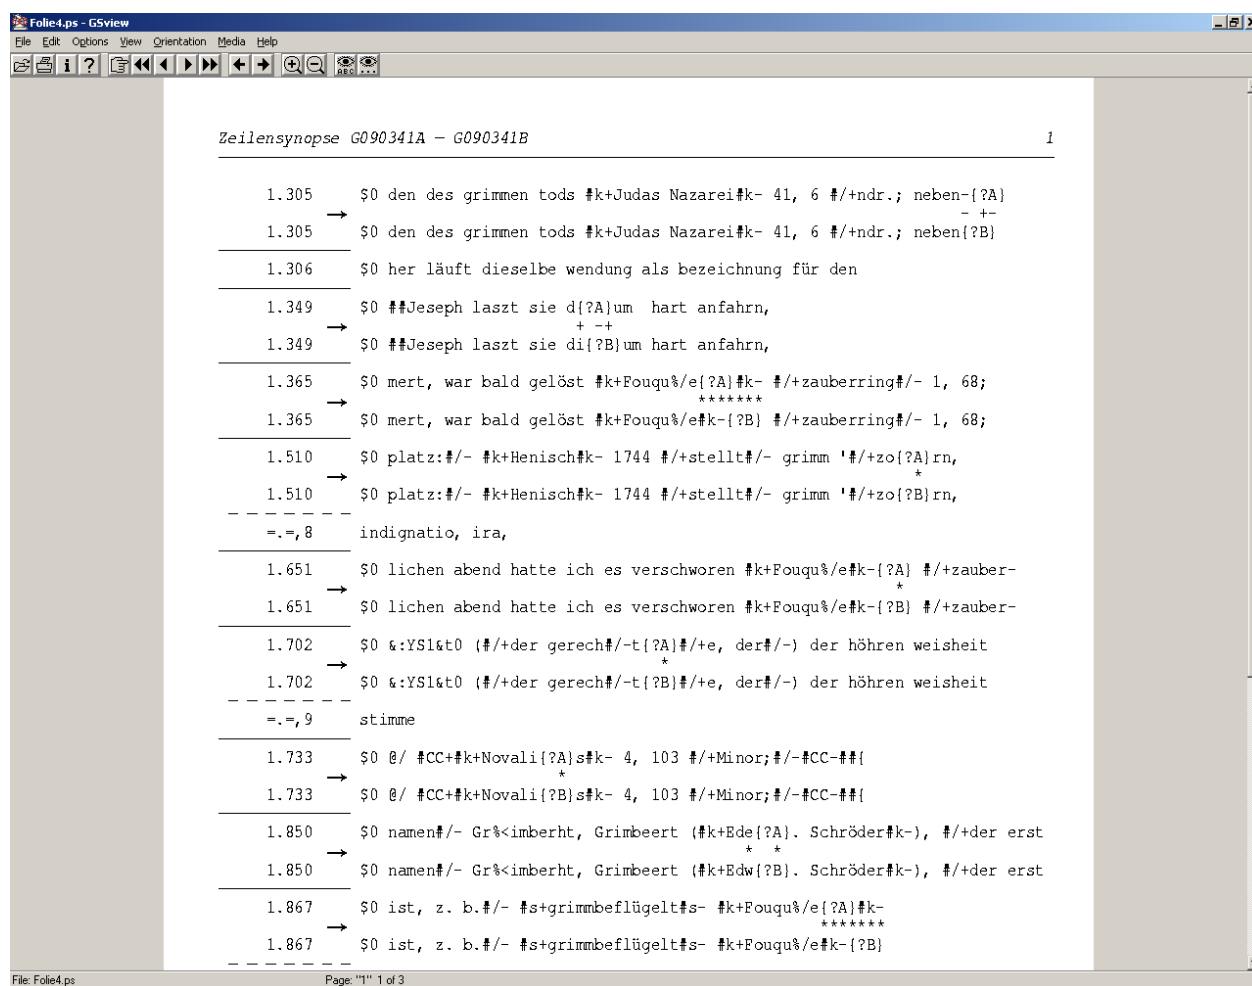 Folie4.ps - GSview
File Edit Options View Orientation Media Help
Zeilensynopse G090341A — G090341B 1
1.305 $0 den des grimmen tods #k+Judas Nazarei#k- 41, 6 #/+ndr.; neben-{?A}
→ - +-
1.305 $0 den des grimmen tods #k+Judas Nazarei#k- 41, 6 #/+ndr.; neben{?B}
1.306 $0 her läuft dieselbe wendung als bezeichnung für den
1.349 $0 ##Jeseph laszt sie d{?A}um  hart anfahrn,
→ + -+
1.349 $0 ##Jeseph laszt sie di{?B}um hart anfahrn,
1.365 $0 mert, war bald gelöst #k+Fouqu%/e{?A}#k- #/+zauberring#/- 1, 68;
→ *******
1.365 $0 mert, war bald gelöst #k+Fouqu%/e#k-{?B} #/+zauberring#/- 1, 68;
1.510 $0 platz:#/- #k+Henisch#k- 1744 #/+stellt#/- grimm '#/+zo{?A}rn,
→ *
1.510 $0 platz:#/- #k+Henisch#k- 1744 #/+stellt#/- grimm '#/+zo{?B}rn,
=.=,8 indignatio, ira,
1.651 $0 lichen abend hatte ich es verschworen #k+Fouqu%/e#k-{?A} #/+zauber-
→ *
1.651 $0 lichen abend hatte ich es verschworen #k+Fouqu%/e#k-{?B} #/+zauber-
1.702 $0 &:YS1&t0 (#/+der gerech#/-t{?A}#/+e, der#/-) der höhren weisheit
→ *
1.702 $0 &:YS1&t0 (#/+der gerech#/-t{?B}#/+e, der#/-) der höhren weisheit
=.=,9 stimme
1.733 $0 @/ #CC+#k+Novali{?A}s#k- 4, 103 #/+Minor;#/-#CC-##{
→ *
1.733 $0 @/ #CC+#k+Novali{?B}s#k- 4, 103 #/+Minor;#/-#CC-##{
1.850 $0 namen#/- Gr%<imberht, Grimbeert (#k+Ede{?A}. Schröder#k-), #/+der erst
→ * *
1.850 $0 namen#/- Gr%<imberht, Grimbeert (#k+Edw{?B}. Schröder#k-), #/+der erst
1.867 $0 ist, z. b.#/- #s+grimmbeflügelt#s- #k+Fouqu%/e{?A}#k-
→ *******
1.867 $0 ist, z. b.#/- #s+grimmbeflügelt#s- #k+Fouqu%/e#k-{?B}
File: Folie4.ps Page: "1" 1 of 3